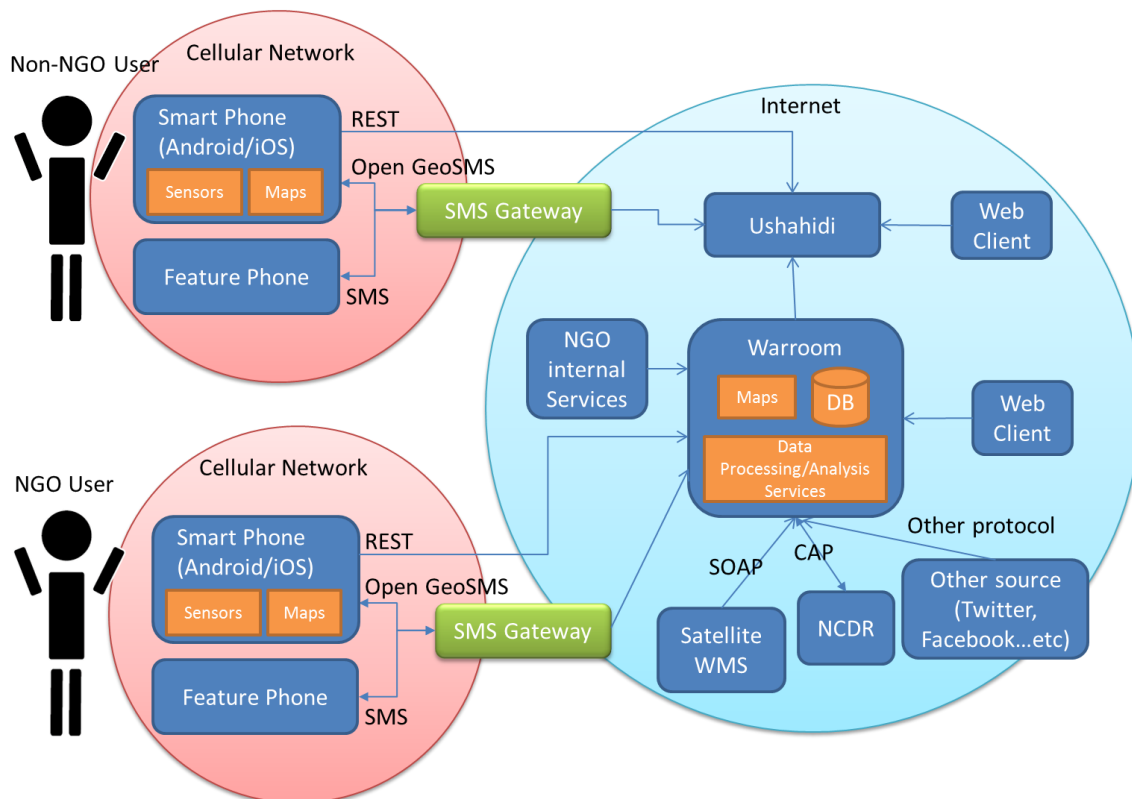 Cellular Network
Non-NGO User
Smart Phone
(Android/iOS)
Sensors
Maps
REST
Open GeoSMS
SMS Gateway
Feature Phone
SMS
Internet
Ushahidi
Web
Client
NGO
internal
Services
Warroom
Maps
DB
Data
Processing/Analysis
Services
Web
Client
Cellular Network
NGO User
Smart Phone
(Android/iOS)
Sensors
Maps
REST
Open GeoSMS
SMS Gateway
Feature Phone
SMS
SOAP
CAP
Other protocol
Satellite
WMS
NCDR
Other source
(Twitter,
Facebook...etc)